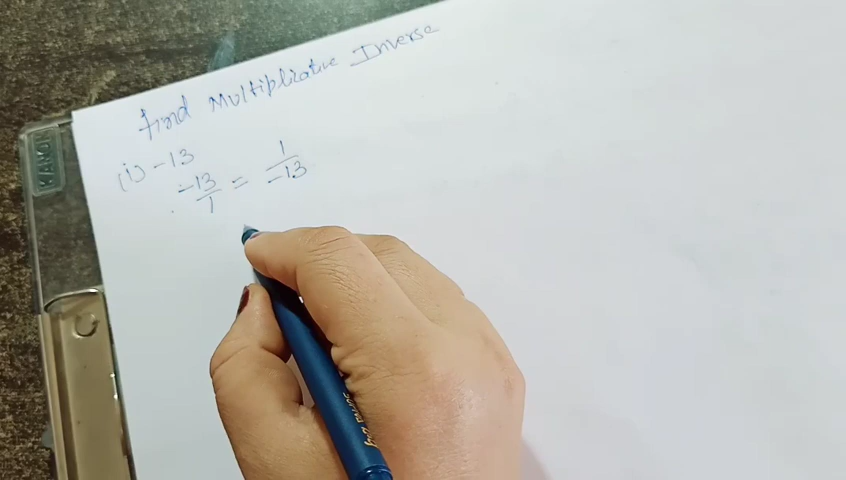 find Multiplicative Inverse
(i) -13
-13/1 = 1/-13